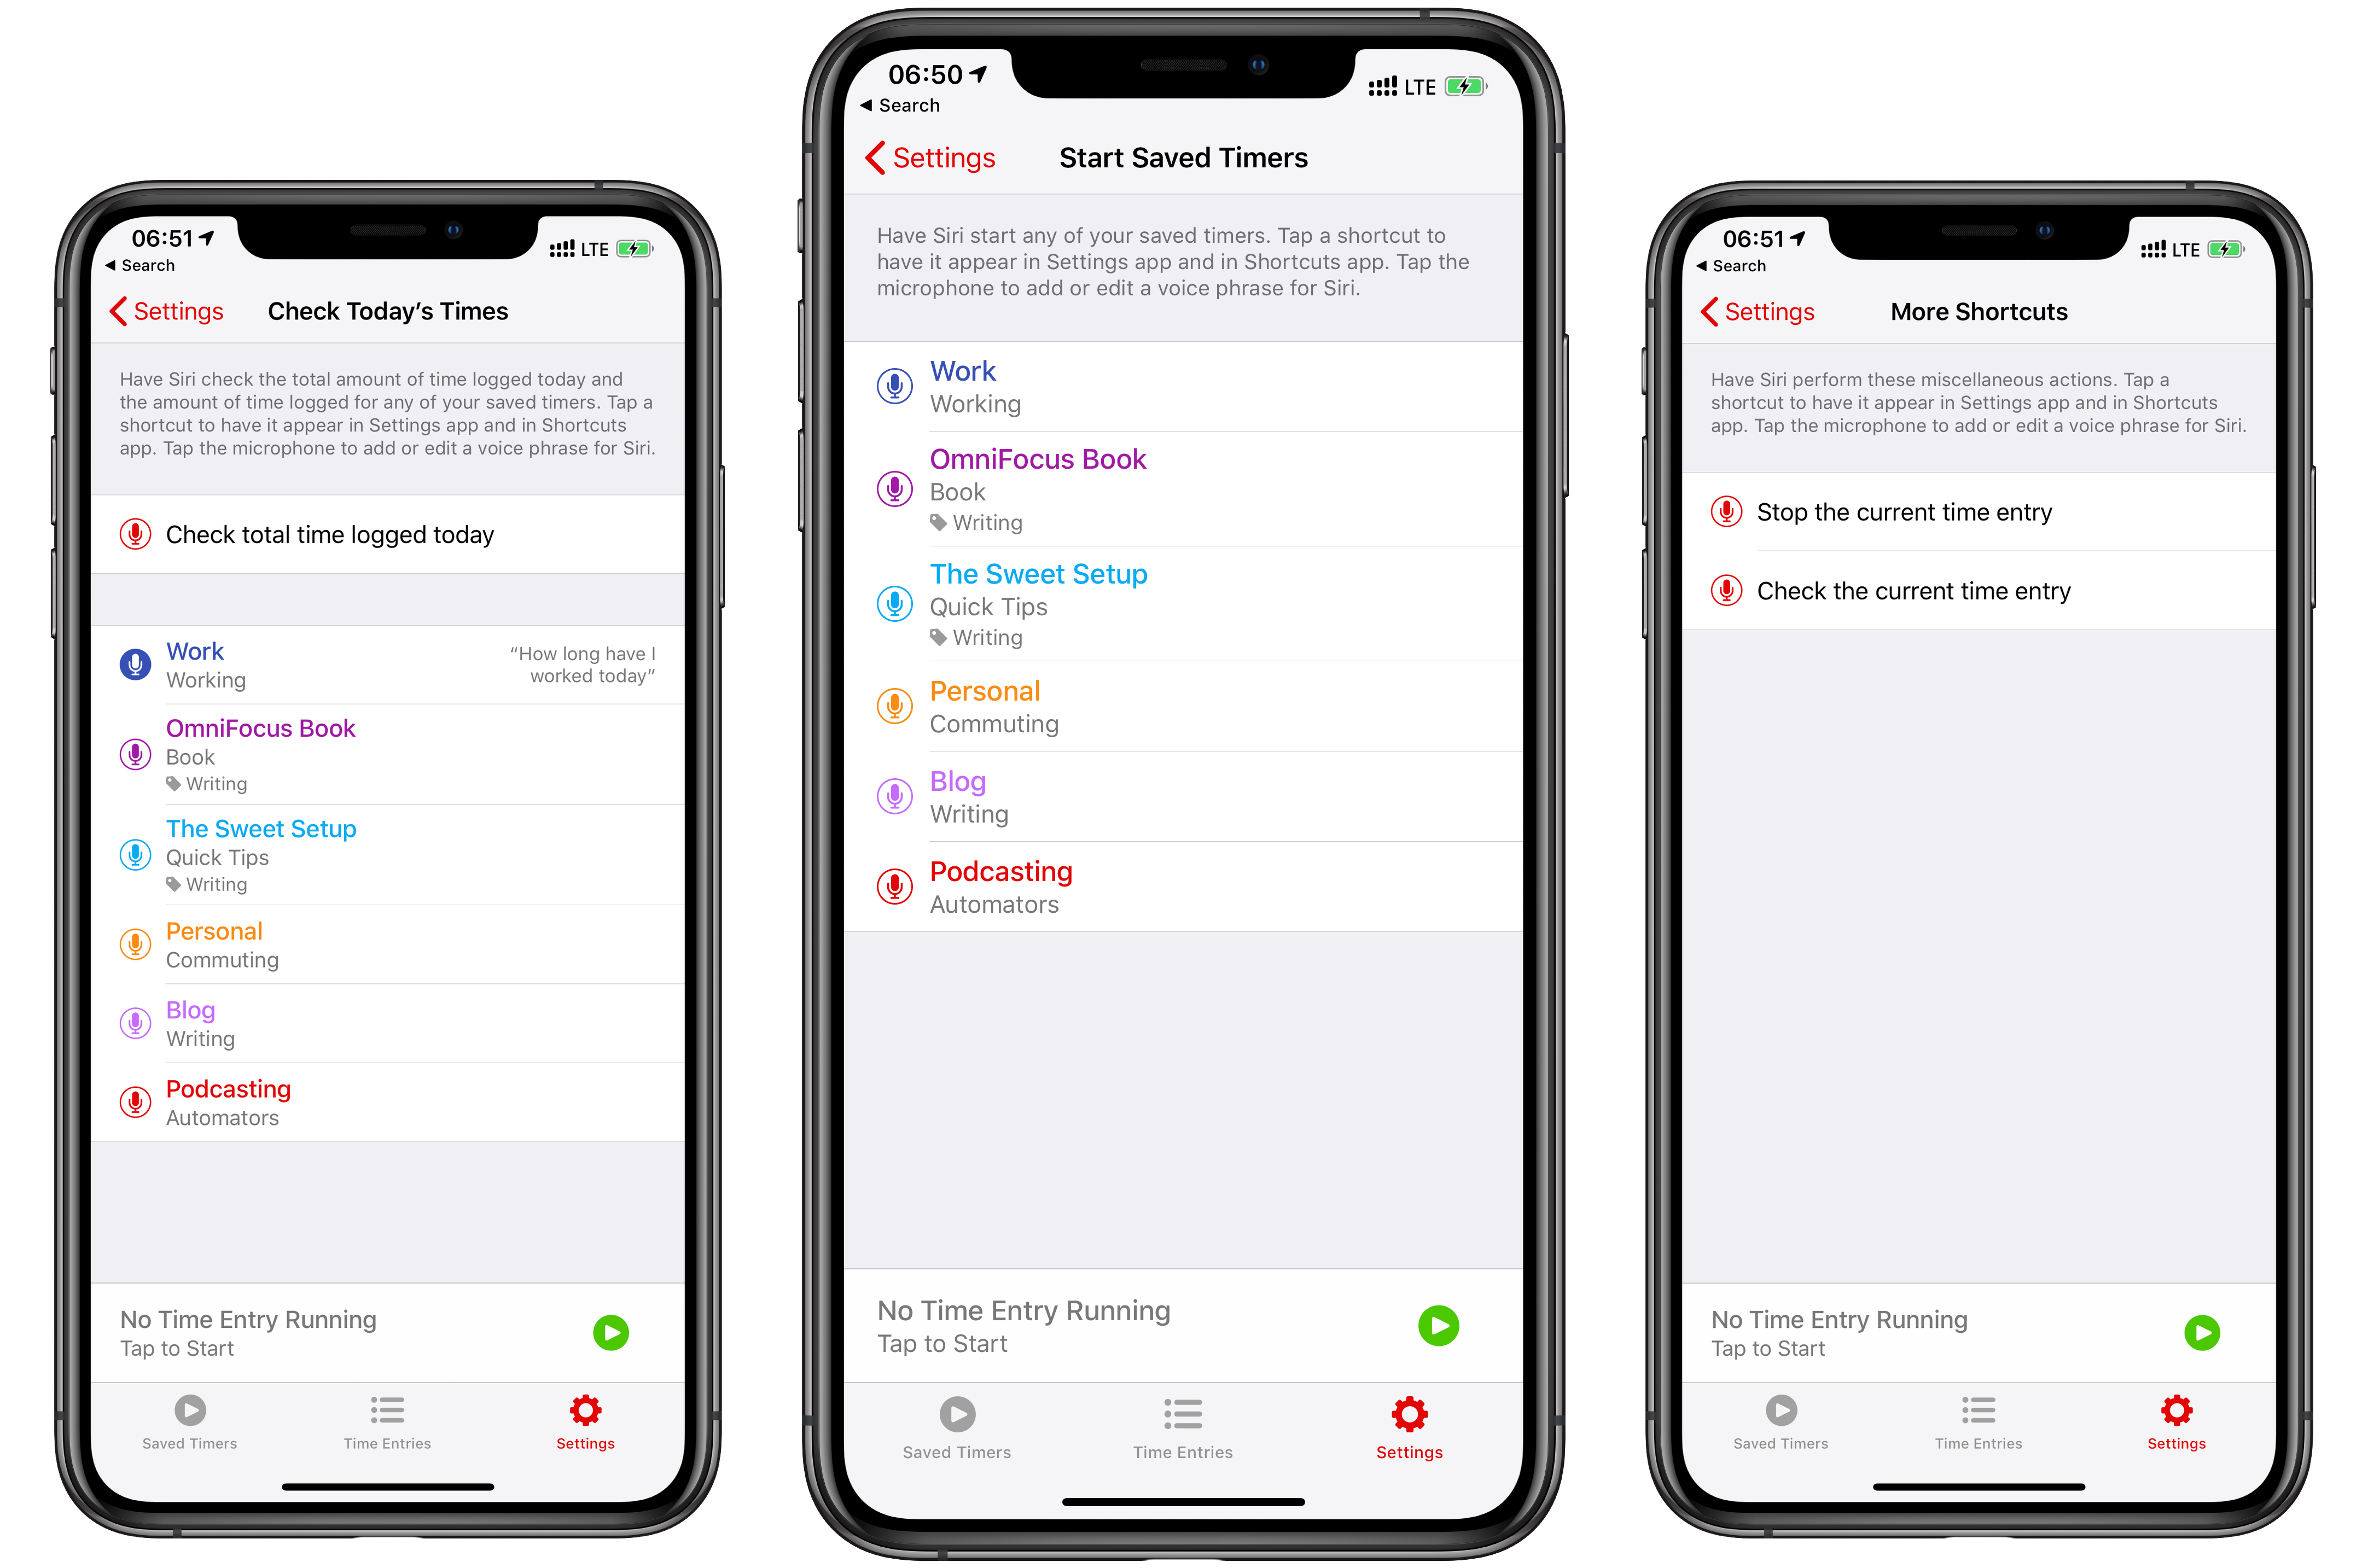 06:51
LTE
◀ Search
Settings
Check Today’s Times
Have Siri check the total amount of time logged today and
the amount of time logged for any of your saved timers. Tap a
shortcut to have it appear in Settings app and in Shortcuts
app. Tap the microphone to add or edit a voice phrase for Siri.
Check total time logged today
Work
Working
“How long have I
worked today”
OmniFocus Book
Book
Writing
The Sweet Setup
Quick Tips
Writing
Personal
Commuting
Blog
Writing
Podcasting
Automators
No Time Entry Running
Tap to Start
Saved Timers
Time Entries
Settings
06:50
LTE
◀ Search
Settings
Start Saved Timers
Have Siri start any of your saved timers. Tap a shortcut to
have it appear in Settings app and in Shortcuts app. Tap the
microphone to add or edit a voice phrase for Siri.
Work
Working
OmniFocus Book
Book
Writing
The Sweet Setup
Quick Tips
Writing
Personal
Commuting
Blog
Writing
Podcasting
Automators
No Time Entry Running
Tap to Start
Saved Timers
Time Entries
Settings
06:51
LTE
◀ Search
Settings
More Shortcuts
Have Siri perform these miscellaneous actions. Tap a
shortcut to have it appear in Settings app and in Shortcuts
app. Tap the microphone to add or edit a voice phrase for Siri.
Stop the current time entry
Check the current time entry
No Time Entry Running
Tap to Start
Saved Timers
Time Entries
Settings